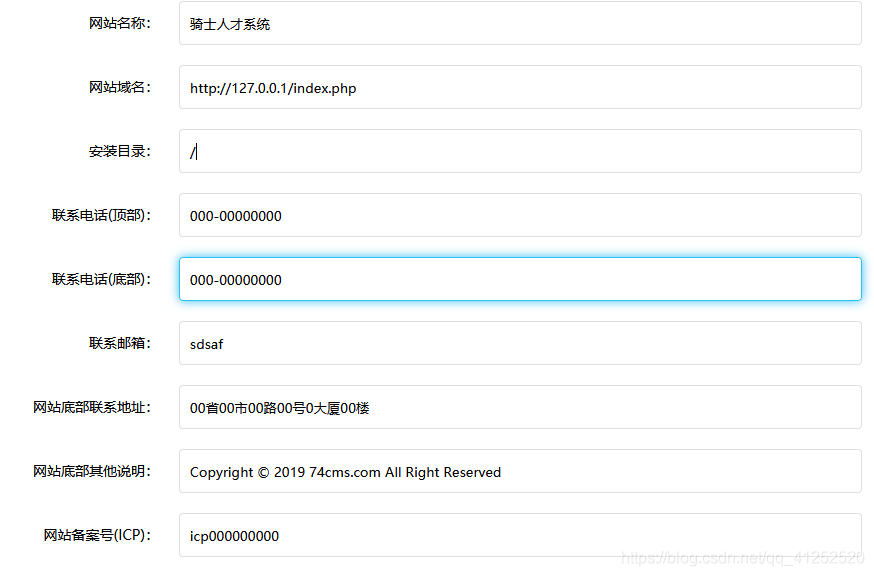 网站名称： 骑士人才系统
网站域名： http://127.0.0.1/index.php
安装目录： /
联系电话(顶部)： 000-00000000
联系电话(底部)： 000-00000000
联系邮箱： sdsaf
网站底部联系地址： 00省00市00路00号0大厦00楼
网站底部其他说明： Copyright © 2019 74cms.com All Right Reserved
网站备案号(ICP)： icp000000000
https://blog.csdn.net/qq_41252520